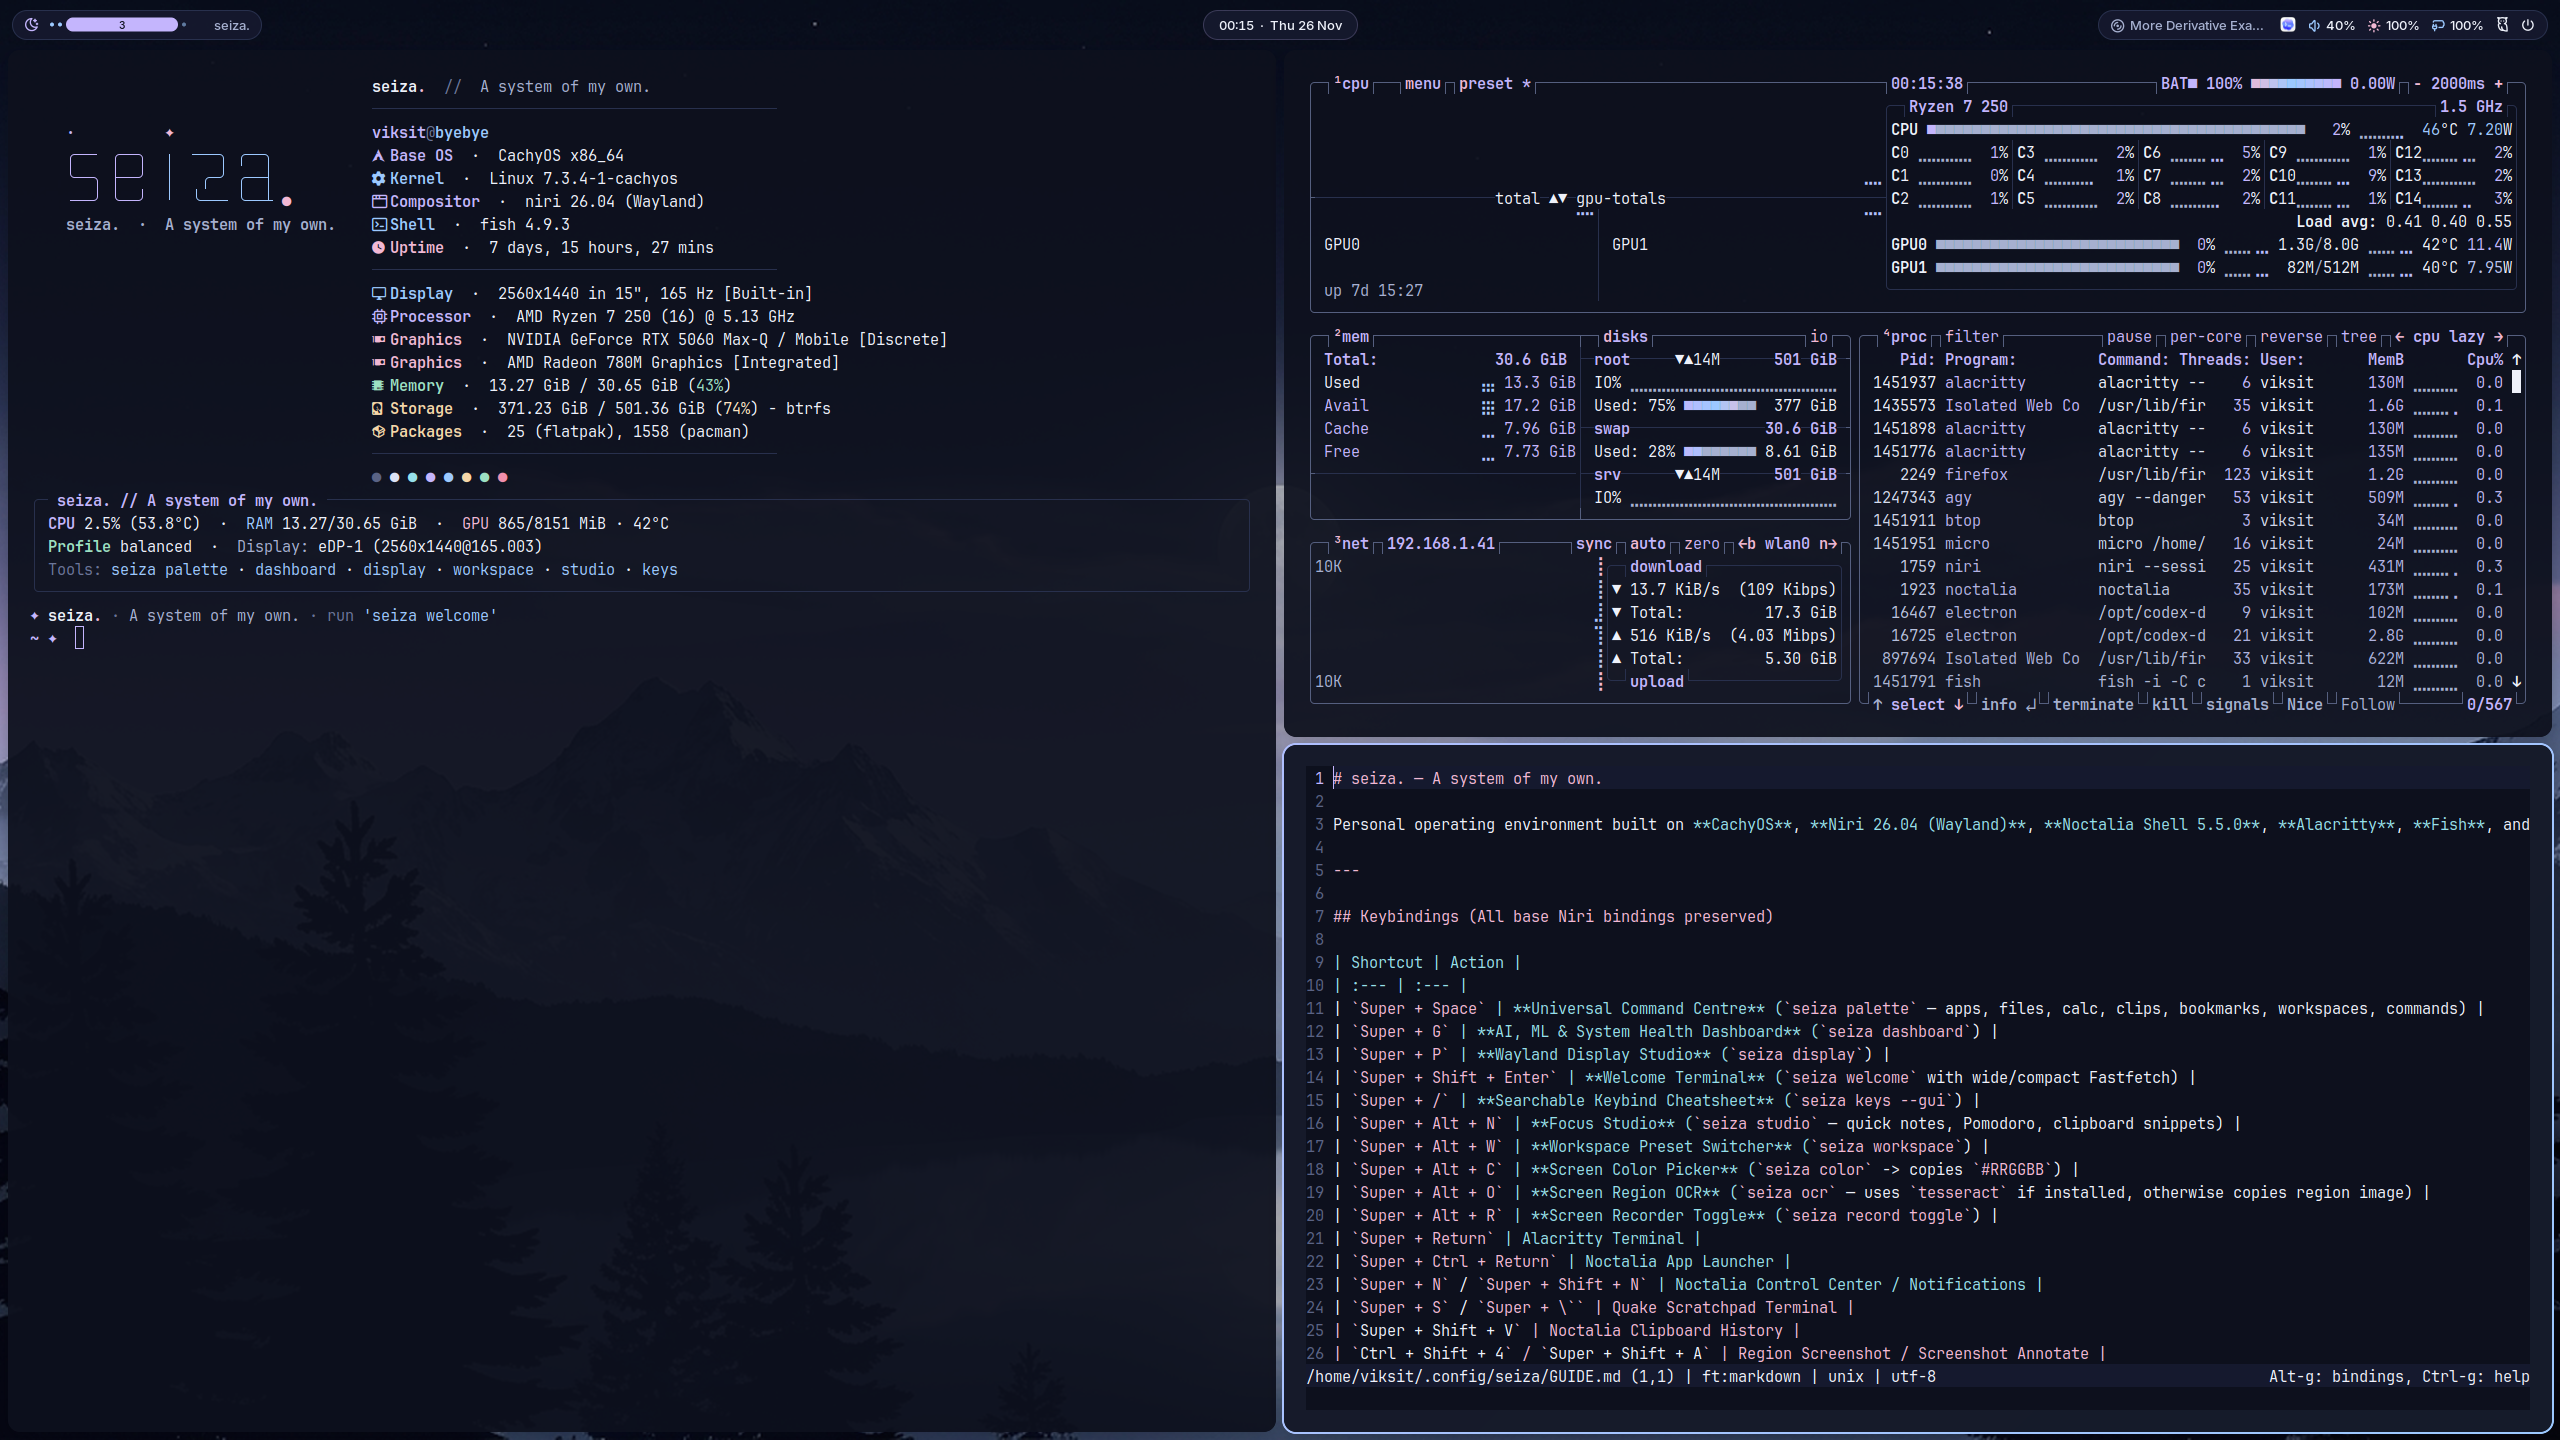 3 seiza.
00:15 · Thu 26 Nov
More Derivative Exa... 40% 100% 100%
seiza. // A system of my own.
seiza.
seiza. · A system of my own.
viksit@byebye
Base OS · CachyOS x86_64
Kernel · Linux 7.3.4-1-cachyos
Compositor · niri 26.04 (Wayland)
Shell · fish 4.9.3
Uptime · 7 days, 15 hours, 27 mins
Display · 2560x1440 in 15", 165 Hz [Built-in]
Processor · AMD Ryzen 7 250 (16) @ 5.13 GHz
Graphics · NVIDIA GeForce RTX 5060 Max-Q / Mobile [Discrete]
Graphics · AMD Radeon 780M Graphics [Integrated]
Memory · 13.27 GiB / 30.65 GiB (43%)
Storage · 371.23 GiB / 501.36 GiB (74%) - btrfs
Packages · 25 (flatpak), 1558 (pacman)
seiza. // A system of my own.
CPU 2.5% (53.8°C) · RAM 13.27/30.65 GiB · GPU 865/8151 MiB · 42°C
Profile balanced · Display: eDP-1 (2560x1440@165.003)
Tools: seiza palette · dashboard · display · workspace · studio · keys
✦ seiza. · A system of my own. · run 'seiza welcome'
~ ✦
¹cpu menu preset * 00:15:38 BAT■ 100% 0.00W - 2000ms +
Ryzen 7 250 1.5 GHz
CPU 2% 46°C 7.20W
C0 1% C3 2% C6 5% C9 1% C12 2%
C1 0% C4 1% C7 2% C10 9% C13 2%
C2 1% C5 2% C8 2% C11 1% C14 3%
total ▲▼ gpu-totals
Load avg: 0.41 0.40 0.55
GPU0 GPU1
GPU0 0% 1.3G/8.0G 42°C 11.4W
GPU1 0% 82M/512M 40°C 7.95W
up 7d 15:27
²mem disks io
Total: 30.6 GiB root ▼▲14M 501 GiB
Used 13.3 GiB IO%
Avail 17.2 GiB Used: 75% 377 GiB
Cache 7.96 GiB swap 30.6 GiB
Free 7.73 GiB Used: 28% 8.61 GiB
srv ▼▲14M 501 GiB
IO%
³net 192.168.1.41 sync auto zero ←b wlan0 n→
10K download
▼ 13.7 KiB/s (109 Kibps)
▼ Total: 17.3 GiB
▲ 516 KiB/s (4.03 Mibps)
▲ Total: 5.30 GiB
10K upload
⁴proc filter pause per-core reverse tree ← cpu lazy →
Pid: Program: Command: Threads: User: MemB Cpu% ↑
1451937 alacritty alacritty -- 6 viksit 130M 0.0
1435573 Isolated Web Co /usr/lib/fir 35 viksit 1.6G 0.1
1451898 alacritty alacritty -- 6 viksit 130M 0.0
1451776 alacritty alacritty -- 6 viksit 135M 0.0
2249 firefox /usr/lib/fir 123 viksit 1.2G 0.0
1247343 agy agy --danger 53 viksit 509M 0.3
1451911 btop btop 3 viksit 34M 0.0
1451951 micro micro /home/ 16 viksit 24M 0.0
1759 niri niri --sessi 25 viksit 431M 0.3
1923 noctalia noctalia 35 viksit 173M 0.1
16467 electron /opt/codex-d 9 viksit 102M 0.0
16725 electron /opt/codex-d 21 viksit 2.8G 0.0
897694 Isolated Web Co /usr/lib/fir 33 viksit 622M 0.0
1451791 fish fish -i -C c 1 viksit 12M 0.0 ↓
↑ select ↓ info ↵ terminate kill signals Nice Follow 0/567
1 # seiza. — A system of my own.
2
3 Personal operating environment built on **CachyOS**, **Niri 26.04 (Wayland)**, **Noctalia Shell 5.5.0**, **Alacritty**, **Fish**, and
4
5 ---
6
7 ## Keybindings (All base Niri bindings preserved)
8
9 | Shortcut | Action |
10 | :--- | :--- |
11 | `Super + Space` | **Universal Command Centre** (`seiza palette` — apps, files, calc, clips, bookmarks, workspaces, commands) |
12 | `Super + G` | **AI, ML & System Health Dashboard** (`seiza dashboard`) |
13 | `Super + P` | **Wayland Display Studio** (`seiza display`) |
14 | `Super + Shift + Enter` | **Welcome Terminal** (`seiza welcome` with wide/compact Fastfetch) |
15 | `Super + /` | **Searchable Keybind Cheatsheet** (`seiza keys --gui`) |
16 | `Super + Alt + N` | **Focus Studio** (`seiza studio` — quick notes, Pomodoro, clipboard snippets) |
17 | `Super + Alt + W` | **Workspace Preset Switcher** (`seiza workspace`) |
18 | `Super + Alt + C` | **Screen Color Picker** (`seiza color` -> copies `#RRGGBB`) |
19 | `Super + Alt + O` | **Screen Region OCR** (`seiza ocr` — uses `tesseract` if installed, otherwise copies region image) |
20 | `Super + Alt + R` | **Screen Recorder Toggle** (`seiza record toggle`) |
21 | `Super + Return` | Alacritty Terminal |
22 | `Super + Ctrl + Return` | Noctalia App Launcher |
23 | `Super + N` / `Super + Shift + N` | Noctalia Control Center / Notifications |
24 | `Super + S` / `Super + \`` | Quake Scratchpad Terminal |
25 | `Super + Shift + V` | Noctalia Clipboard History |
26 | `Ctrl + Shift + 4` / `Super + Shift + A` | Region Screenshot / Screenshot Annotate |
/home/viksit/.config/seiza/GUIDE.md (1,1) | ft:markdown | unix | utf-8 Alt-g: bindings, Ctrl-g: help